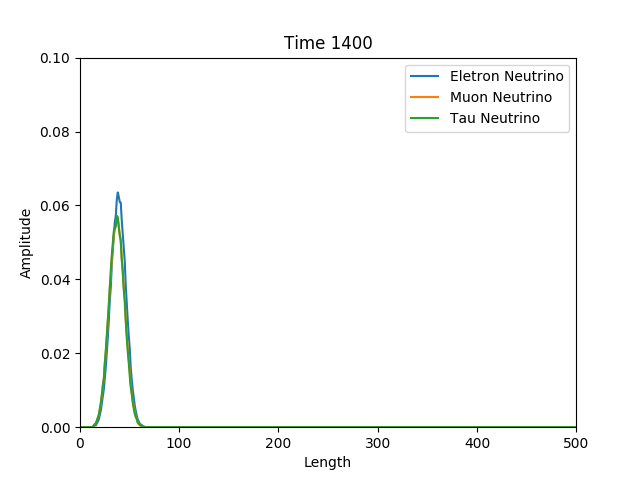 Time 1400
0.10
0.08
0.06
0.04
0.02
0.00
Amplitude
Eletron Neutrino
Muon Neutrino
Tau Neutrino
0 100 200 300 400 500
Length